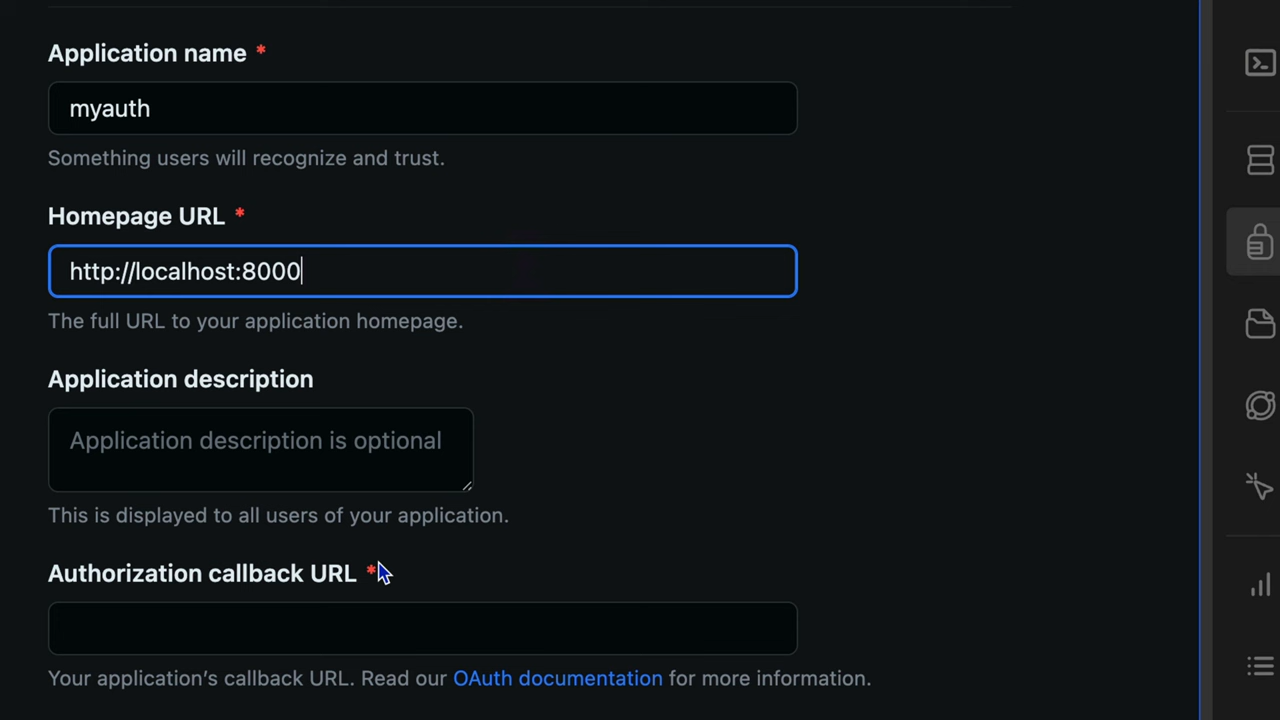 Application name *
myauth
Something users will recognize and trust.
Homepage URL *
http://localhost:8000
The full URL to your application homepage.
Application description
Application description is optional
This is displayed to all users of your application.
Authorization callback URL *
Your application’s callback URL. Read our OAuth documentation for more information.